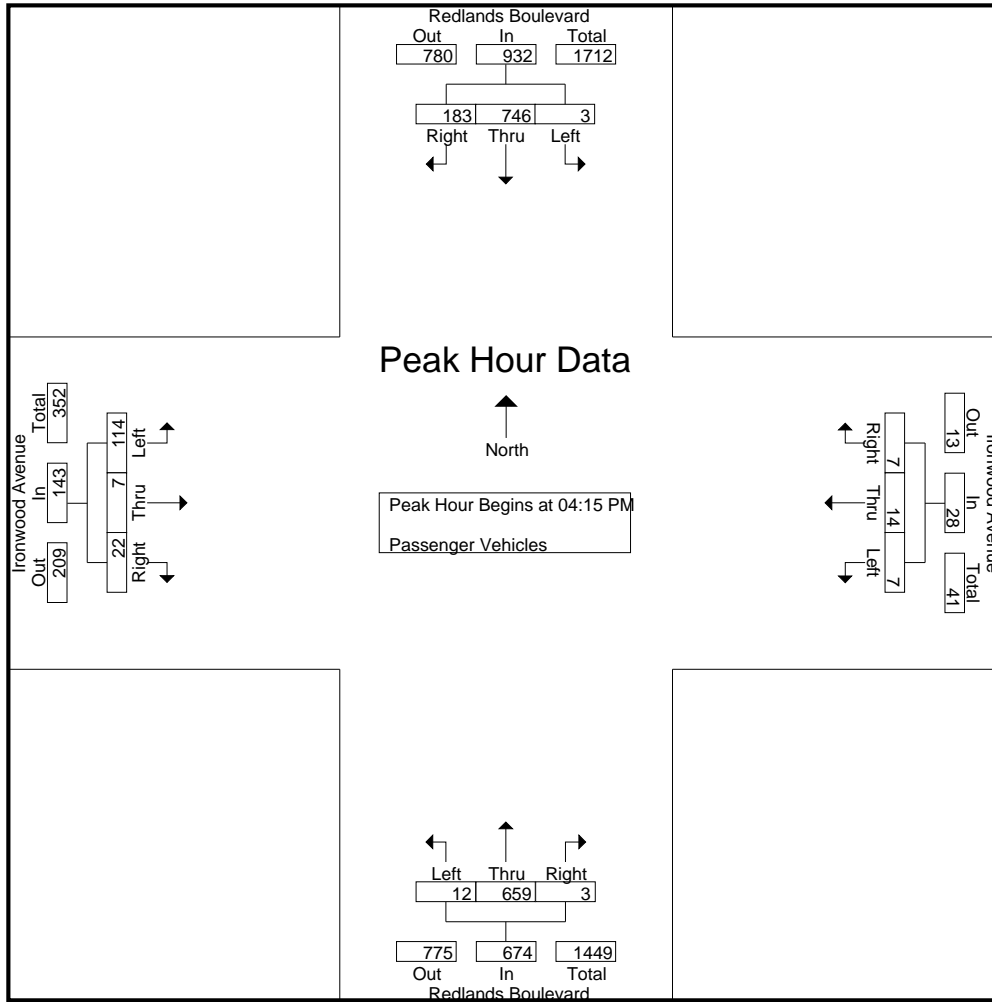 Redlands Boulevard
Out In Total
780 932 1712
183 746 3
Right Thru Left
Peak Hour Data
North
Peak Hour Begins at 04:15 PM
Passenger Vehicles
Ironwood Avenue
Total In Out
352 143 209
114 7 22
Left Thru Right
Ironwood Avenue
Out In Total
13 28 41
7 14 7
Right Thru Left
Left Thru Right
12 659 3
775 674 1449
Out In Total
Redlands Boulevard